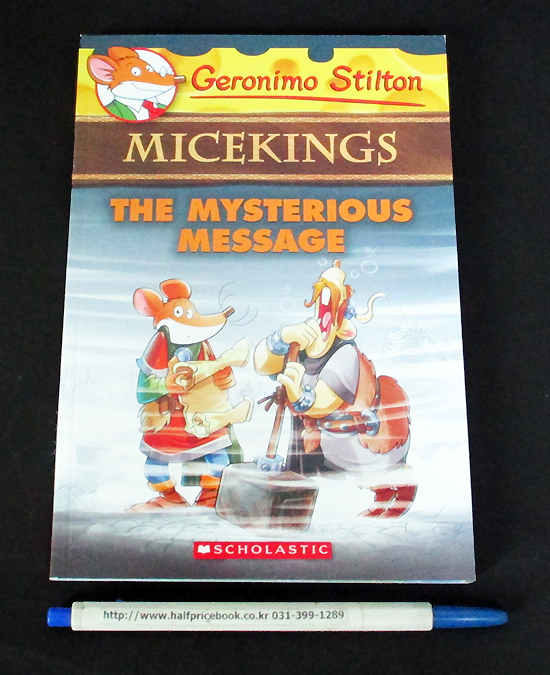 Geronimo Stilton
MICEKINGS
THE MYSTERIOUS
MESSAGE
SCHOLASTIC
http://www.halfpricebook.co.kr 031-399-1289